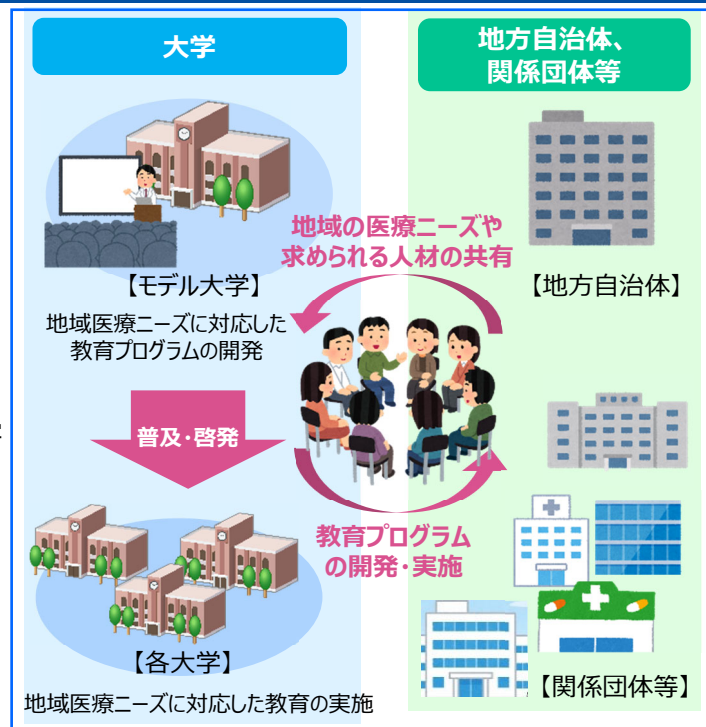 大学
地方自治体、
関係団体等
地域の医療ニーズや
求められる人材の共有
【モデル大学】
地域医療ニーズに対応した
教育プログラムの開発
【地方自治体】
普及・啓発
教育プログラム
の開発・実施
【各大学】
地域医療ニーズに対応した教育の実施
【関係団体等】